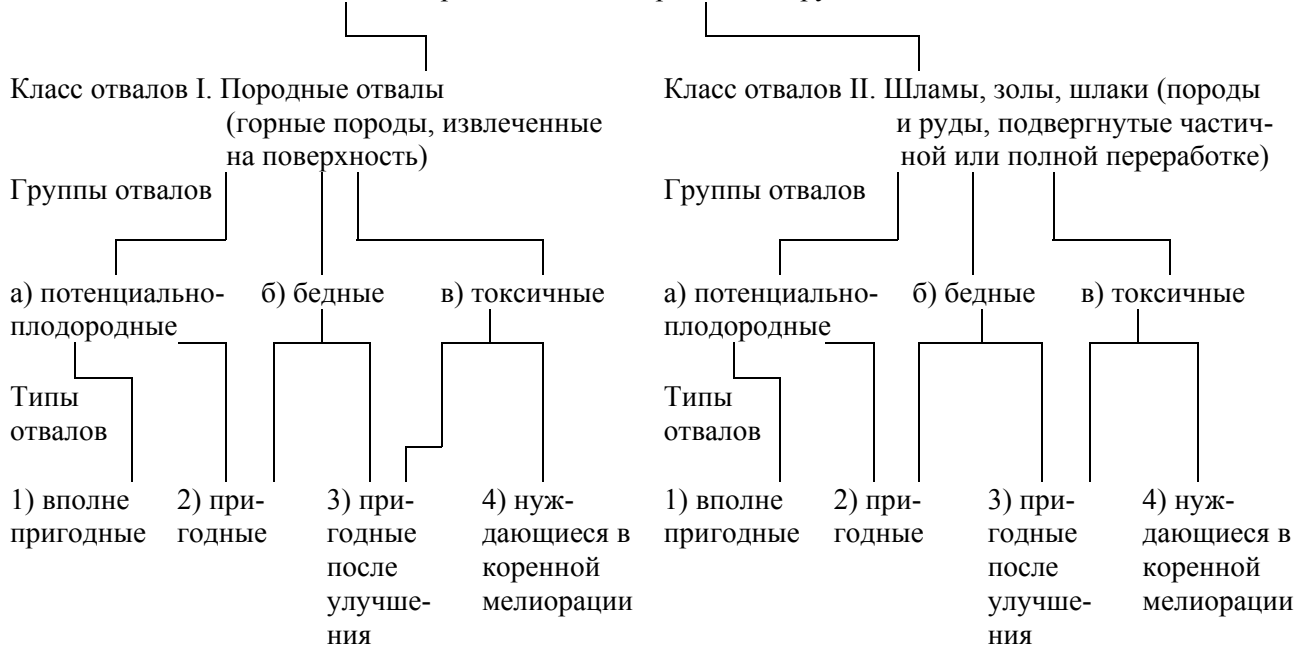 Класс отвалов I. Породные отвалы
(горные породы, извлеченные
на поверхность)
Группы отвалов
а) потенциально-
плодородные
б) бедные
в) токсичные
Типы
отвалов
1) вполне
пригодные
2) при-
годные
3) при-
годные
после
улучше-
ния
4) нуж-
дающиеся в
коренной
мелиорации
Класс отвалов II. Шламы, золы, шлаки (породы
и руды, подвергнутые частич-
ной или полной переработке)
Группы отвалов
а) потенциально-
плодородные
б) бедные
в) токсичные
Типы
отвалов
1) вполне
пригодные
2) при-
годные
3) при-
годные
после
улучше-
ния
4) нуж-
дающиеся в
коренной
мелиорации